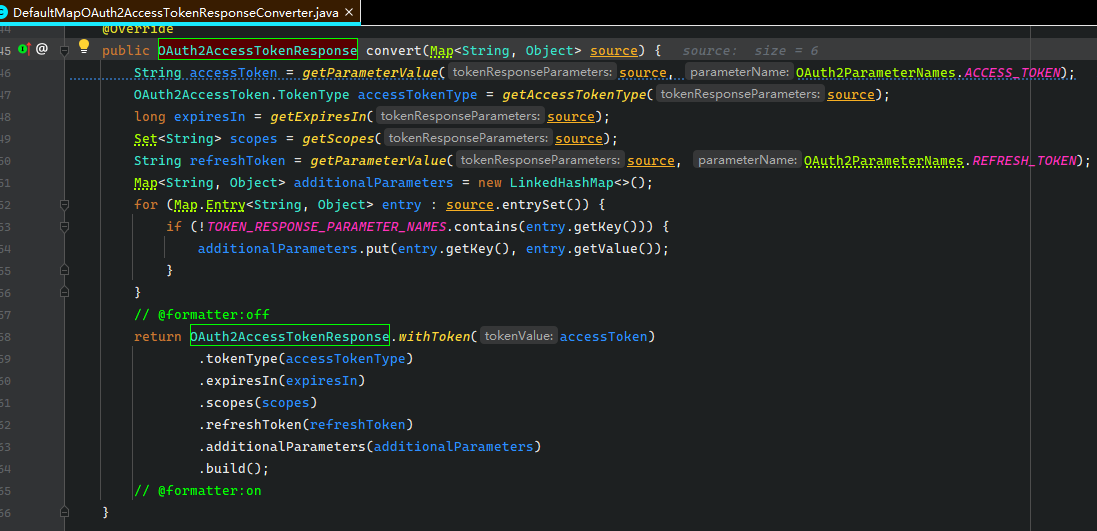 DefaultMapOAuth2AccessTokenResponseConverter.java ×
44 @Override
45 @ public OAuth2AccessTokenResponse convert(Map<String, Object> source) { source: size = 6
46 String accessToken = getParameterValue( tokenResponseParameters: source, parameterName: OAuth2ParameterNames.ACCESS_TOKEN);
47 OAuth2AccessToken.TokenType accessTokenType = getAccessTokenType( tokenResponseParameters: source);
48 long expiresIn = getExpiresIn( tokenResponseParameters: source);
49 Set<String> scopes = getScopes( tokenResponseParameters: source);
50 String refreshToken = getParameterValue( tokenResponseParameters: source, parameterName: OAuth2ParameterNames.REFRESH_TOKEN);
51 Map<String, Object> additionalParameters = new LinkedHashMap<>();
52 for (Map.Entry<String, Object> entry : source.entrySet()) {
53 if (!TOKEN_RESPONSE_PARAMETER_NAMES.contains(entry.getKey())) {
54 additionalParameters.put(entry.getKey(), entry.getValue());
55 }
56 }
57 // @formatter:off
58 return OAuth2AccessTokenResponse.withToken( tokenValue: accessToken)
59 .tokenType(accessTokenType)
60 .expiresIn(expiresIn)
61 .scopes(scopes)
62 .refreshToken(refreshToken)
63 .additionalParameters(additionalParameters)
64 .build();
65 // @formatter:on
66 }